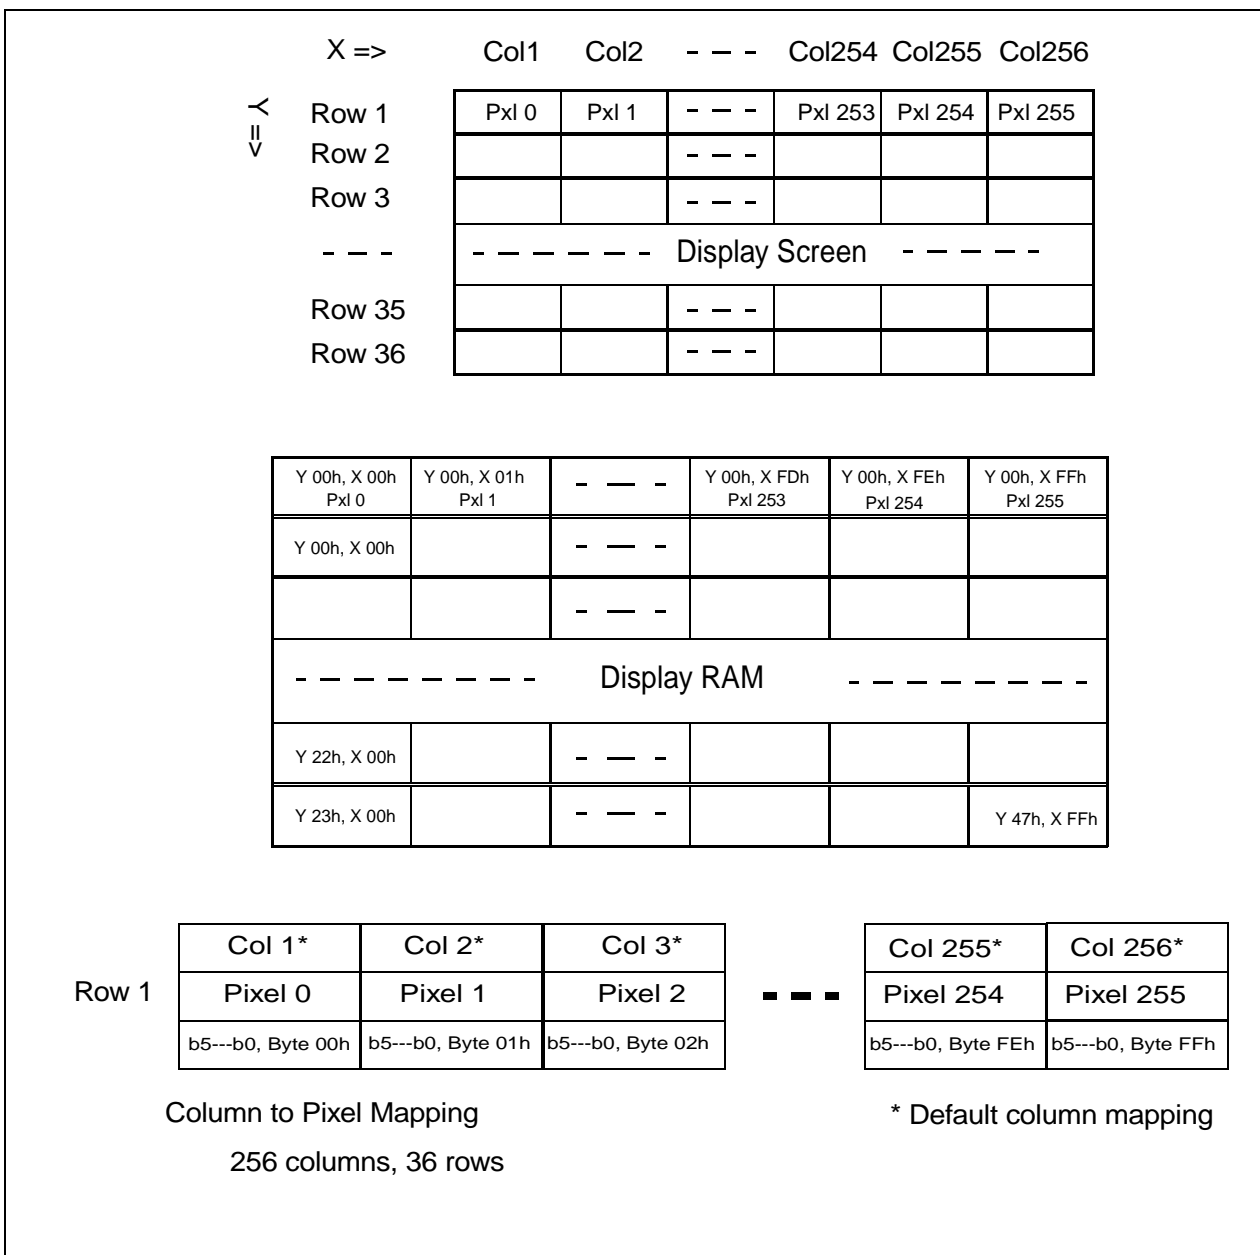 X => Col1 Col2 - — - Col254 Col255 Col256
Y =>
Row 1 Pxl 0 Pxl 1 - — - Pxl 253 Pxl 254 Pxl 255
Row 2 - — -
Row 3 - — -
- — - - — — — — — - Display Screen - — — — — -
Row 35 - — -
Row 36 - — -
Y 00h, X 00h Y 00h, X 01h - — - Y 00h, X FDh Y 00h, X FEh Y 00h, X FFh
Pxl 0 Pxl 1 Pxl 253 Pxl 254 Pxl 255
Y 00h, X 00h - — -
- — -
- — — — — — — — - Display RAM - — — — — — — — -
Y 22h, X 00h - — -
Y 23h, X 00h - — - Y 47h, X FFh
Col 1* Col 2* Col 3* Col 255* Col 256*
Row 1 Pixel 0 Pixel 1 Pixel 2 - - - Pixel 254 Pixel 255
b5---b0, Byte 00h b5---b0, Byte 01h b5---b0, Byte 02h b5---b0, Byte FEh b5---b0, Byte FFh
Column to Pixel Mapping * Default column mapping
256 columns, 36 rows